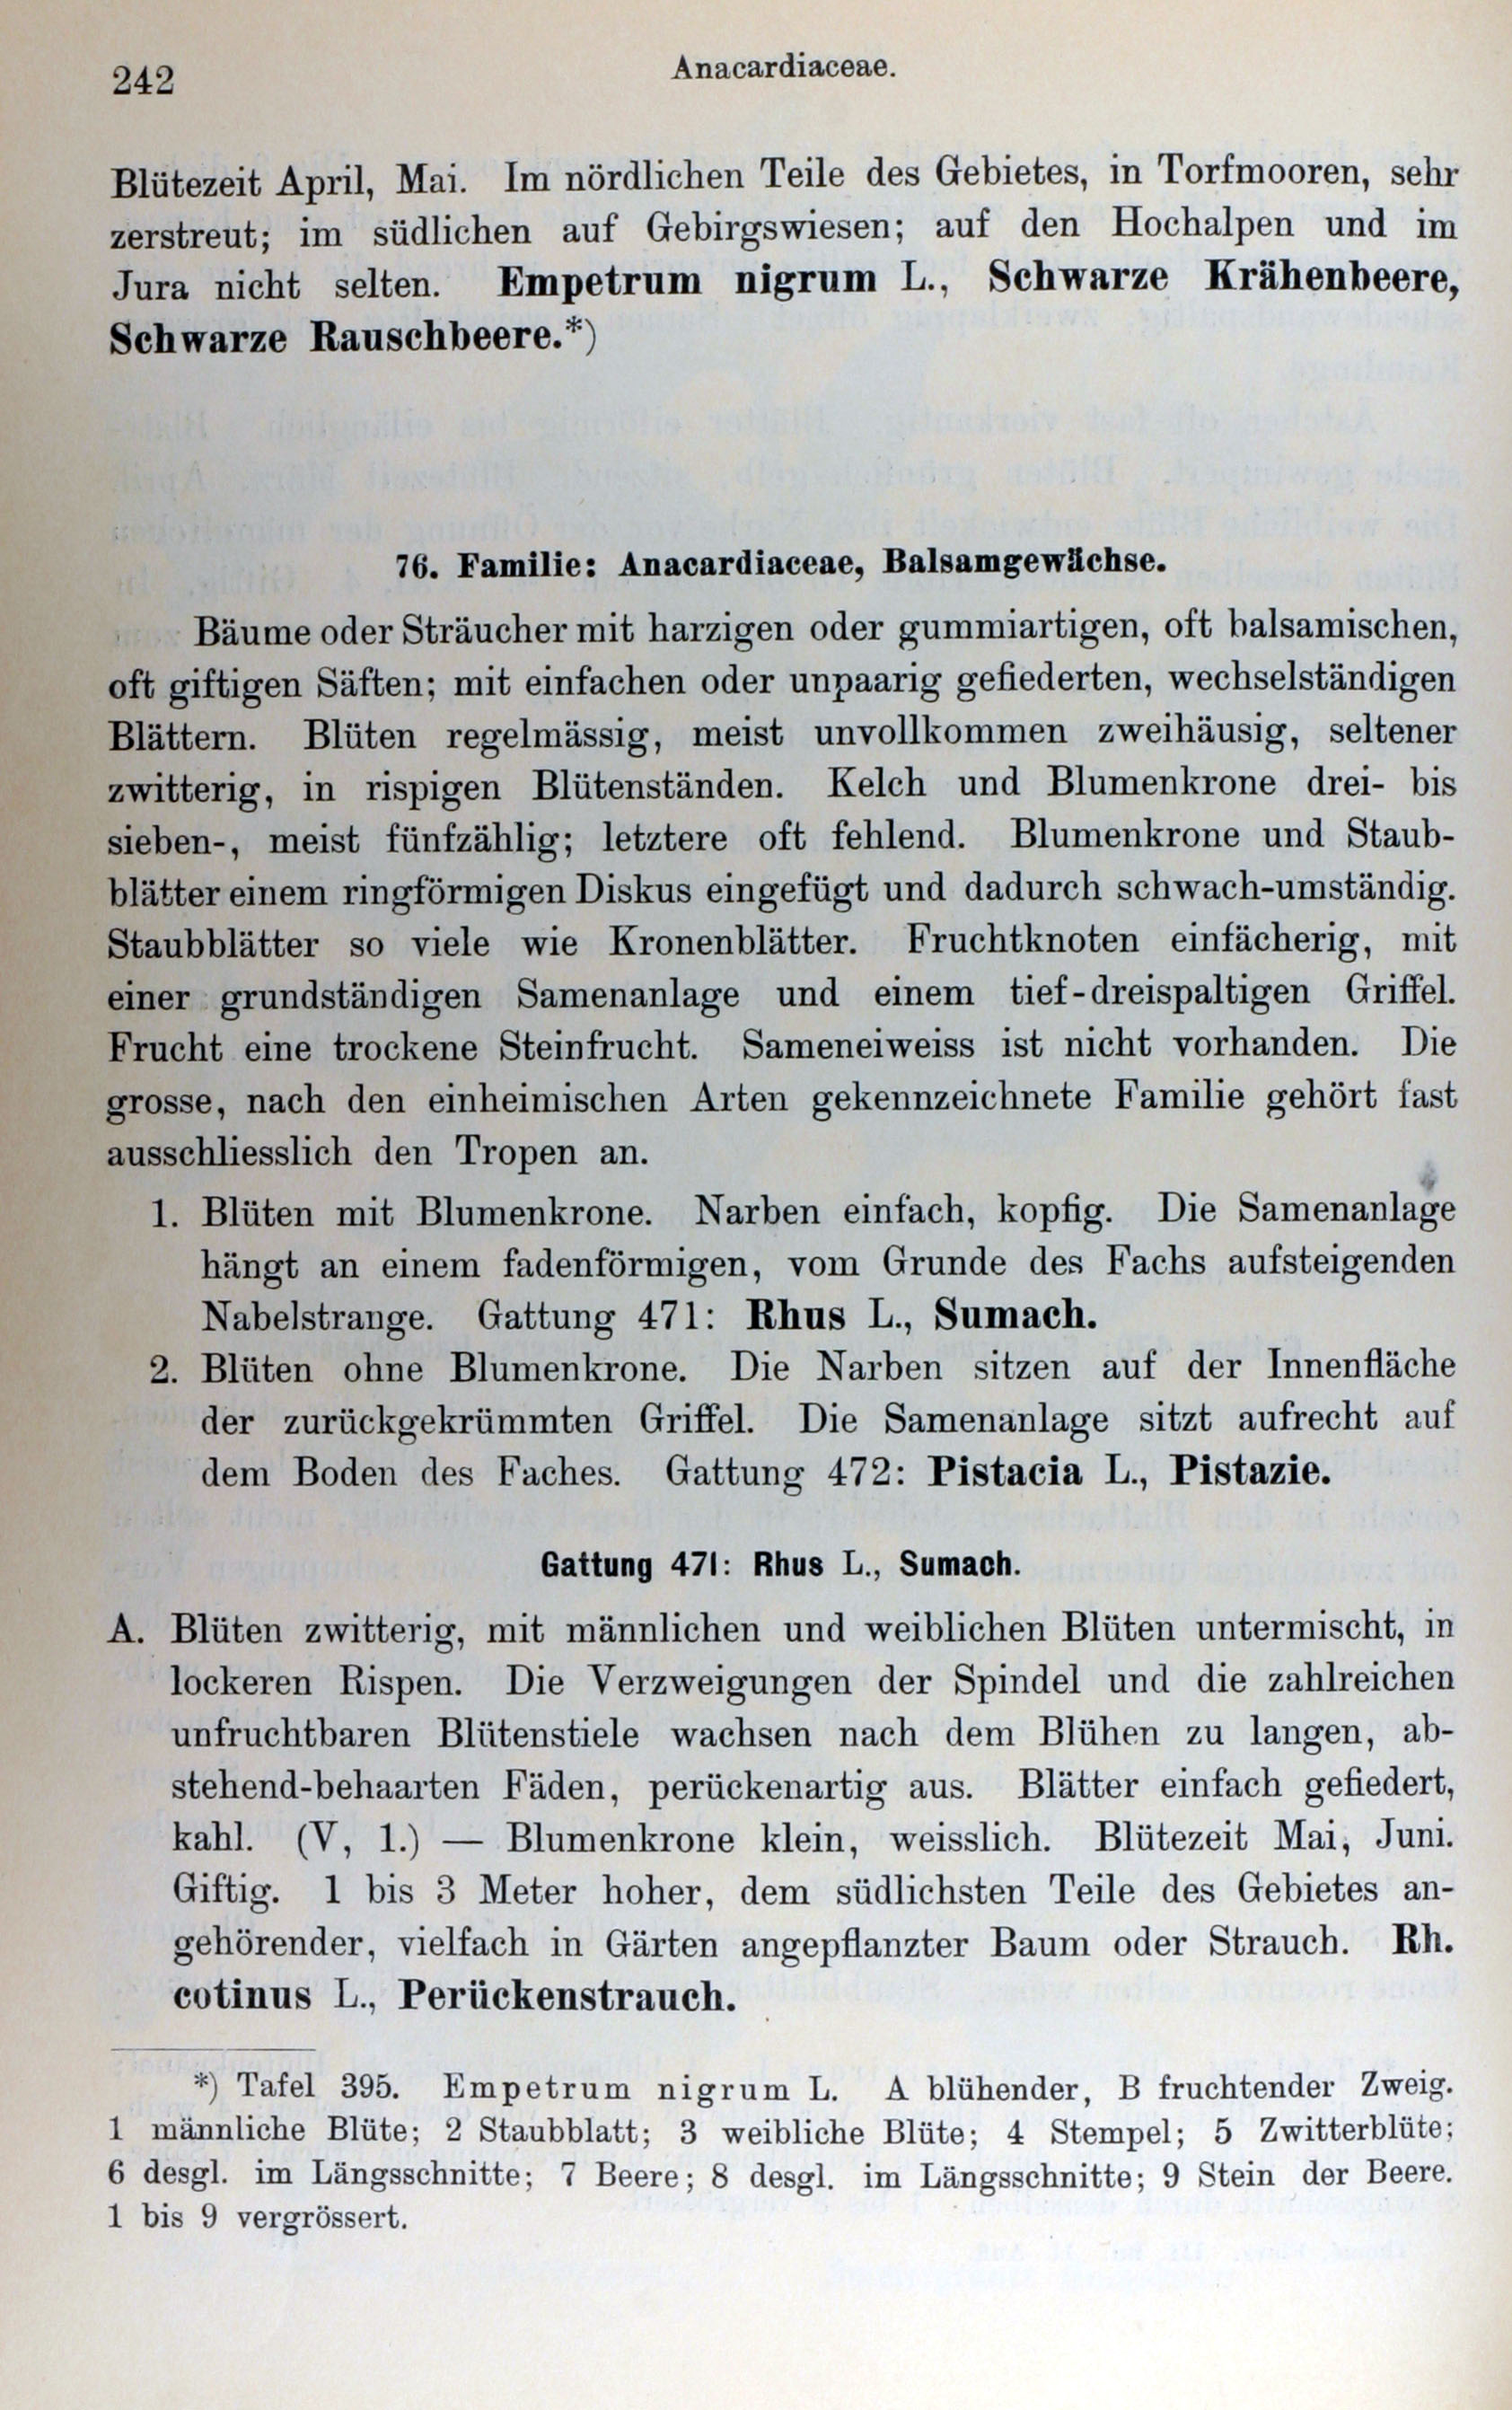 242
Anacardiaceae.
Blütezeit April, Mai. Im nördlichen Teile des Gebietes, in Torfmooren, sehr
zerstreut; im südlichen auf Gebirgswiesen; auf den Hochalpen und im
Jura nicht selten. Empetrum nigrum L., Schwarze Krähenbeere,
Schwarze Rauschbeere.*)
76. Familie: Anacardiaceae, Balsamgewächse.
Bäume oder Sträucher mit harzigen oder gummiartigen, oft balsamischen,
oft giftigen Säften; mit einfachen oder unpaarig gefiederten, wechselständigen
Blättern. Blüten regelmässig, meist unvollkommen zweihäusig, seltener
zwitterig, in rispigen Blütenständen. Kelch und Blumenkrone drei- bis
sieben-, meist fünfzählig; letztere oft fehlend. Blumenkrone und Staub-
blätter einem ringförmigen Diskus eingefügt und dadurch schwach-umständig.
Staubblätter so viele wie Kronenblätter. Fruchtknoten einfächerig, mit
einer grundständigen Samenanlage und einem tief-dreispaltigen Griffel.
Frucht eine trockene Steinfrucht. Sameneiweiss ist nicht vorhanden. Die
grosse, nach den einheimischen Arten gekennzeichnete Familie gehört fast
ausschliesslich den Tropen an.
1. Blüten mit Blumenkrone. Narben einfach, kopfig. Die Samenanlage
hängt an einem fadenförmigen, vom Grunde des Fachs aufsteigenden
Nabelstrange. Gattung 471: Rhus L., Sumach.
2. Blüten ohne Blumenkrone. Die Narben sitzen auf der Innenfläche
der zurückgekrümmten Griffel. Die Samenanlage sitzt aufrecht auf
dem Boden des Faches. Gattung 472: Pistacia L., Pistazie.
Gattung 471: Rhus L., Sumach.
A. Blüten zwitterig, mit männlichen und weiblichen Blüten untermischt, in
lockeren Rispen. Die Verzweigungen der Spindel und die zahlreichen
unfruchtbaren Blütenstiele wachsen nach dem Blühen zu langen, ab-
stehend-behaarten Fäden, perückenartig aus. Blätter einfach gefiedert,
kahl. (V, 1.) — Blumenkrone klein, weisslich. Blütezeit Mai, Juni.
Giftig. 1 bis 3 Meter hoher, dem südlichsten Teile des Gebietes an-
gehörender, vielfach in Gärten angepflanzter Baum oder Strauch. Rh.
cotinus L., Perückenstrauch.
*) Tafel 395. Empetrum nigrum L. A blühender, B fruchtender Zweig.
1 männliche Blüte; 2 Staubblatt; 3 weibliche Blüte; 4 Stempel; 5 Zwitterblüte;
6 desgl. im Längsschnitte; 7 Beere; 8 desgl. im Längsschnitte; 9 Stein der Beere.
1 bis 9 vergrössert.